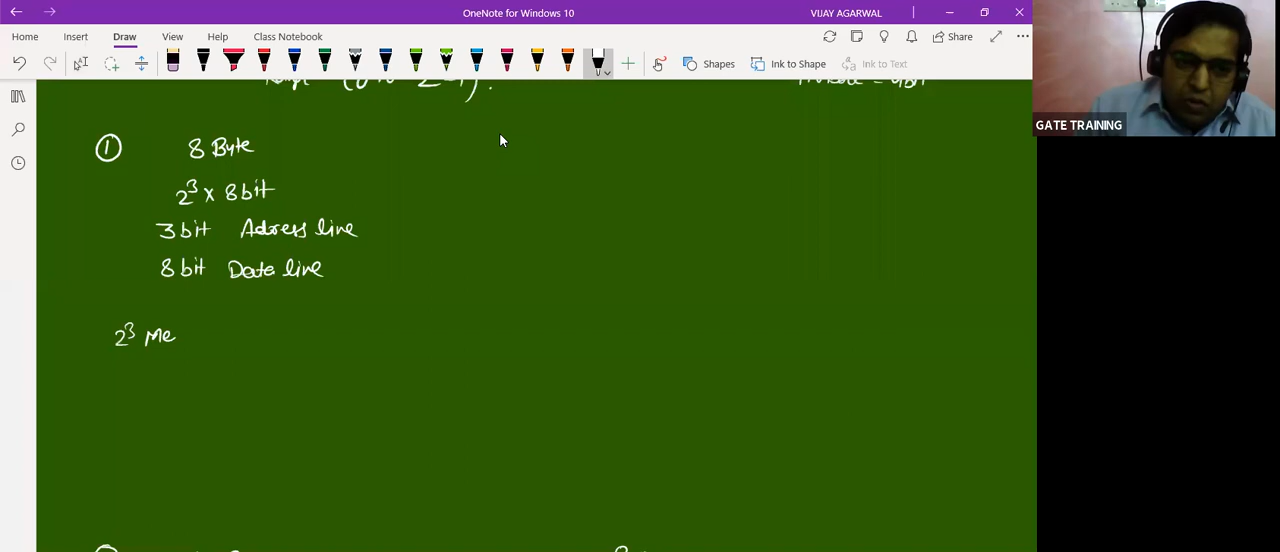 OneNote for Windows 10
VIJAY AGARWAL
Home Insert Draw View Help Class Notebook
Share
Shapes Ink to Shape Ink to Text
① 8 Byte
2³ x 8 bit
3 bit Adress line
8 bit Data line
2³ Me
GATE TRAINING